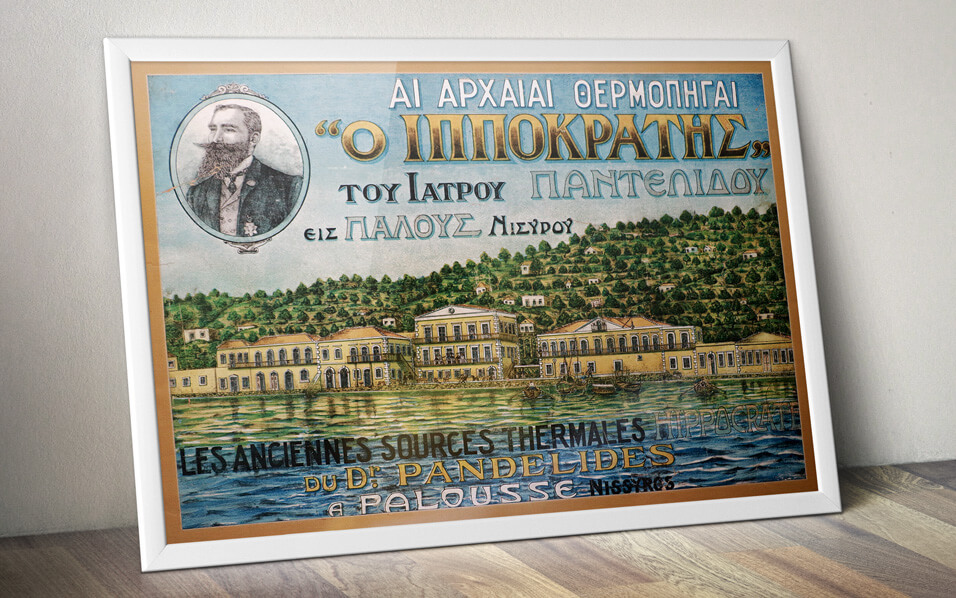 ΑΙ ΑΡΧΑΙΑΙ ΘΕΡΜΟΠΗΓΑΙ
“Ο ΙΠΠΟΚΡΑΤΗΣ„
ΤΟΥ ΙΑΤΡΟΥ ΠΑΝΤΕΛΙΔΟΥ
ΕΙΣ ΠΑΛΟΥΣ ΝΙΣΥΡΟΥ
LES ANCIENNES SOURCES THERMALES HIPPOCRATE
DU Dr. PANDELIDES
A PALOUSSE NISSYROS